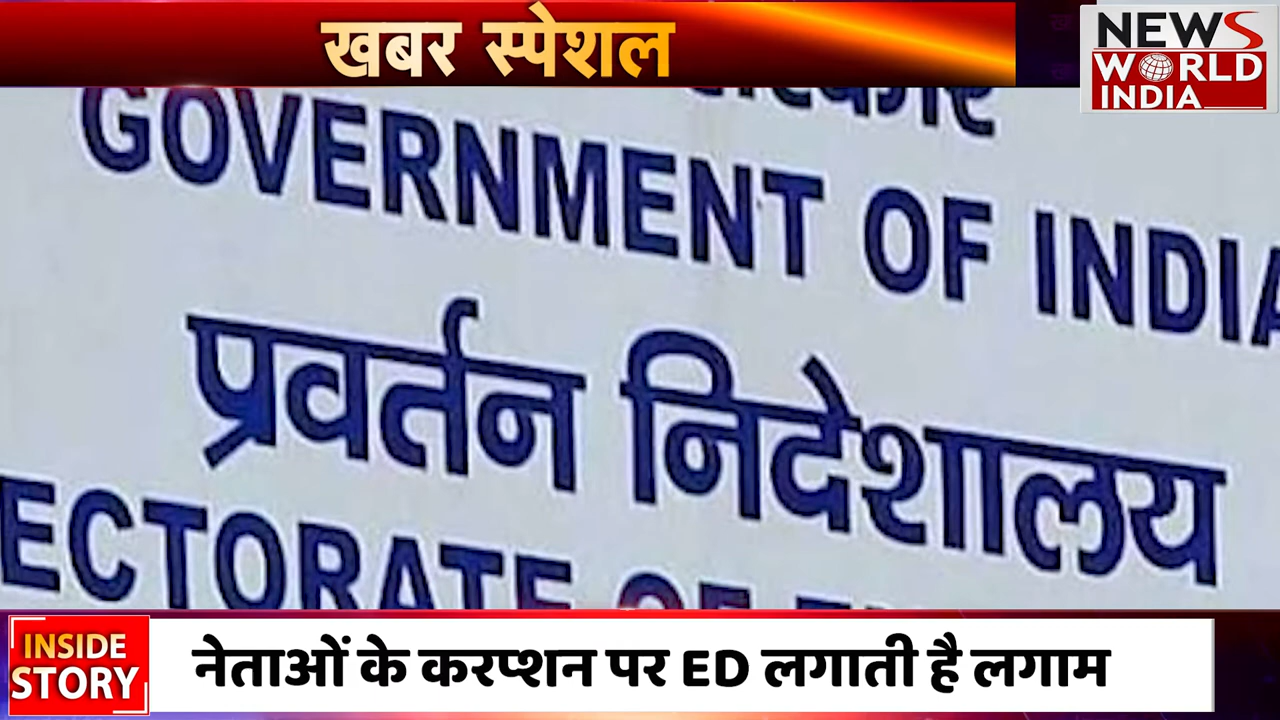 खबर स्पेशल
NEWS
WORLD
INDIA
GOVERNMENT OF INDIA
प्रवर्तन निदेशालय
ECTORATE OF
INSIDE
STORY
नेताओं के करप्शन पर ED लगाती है लगाम